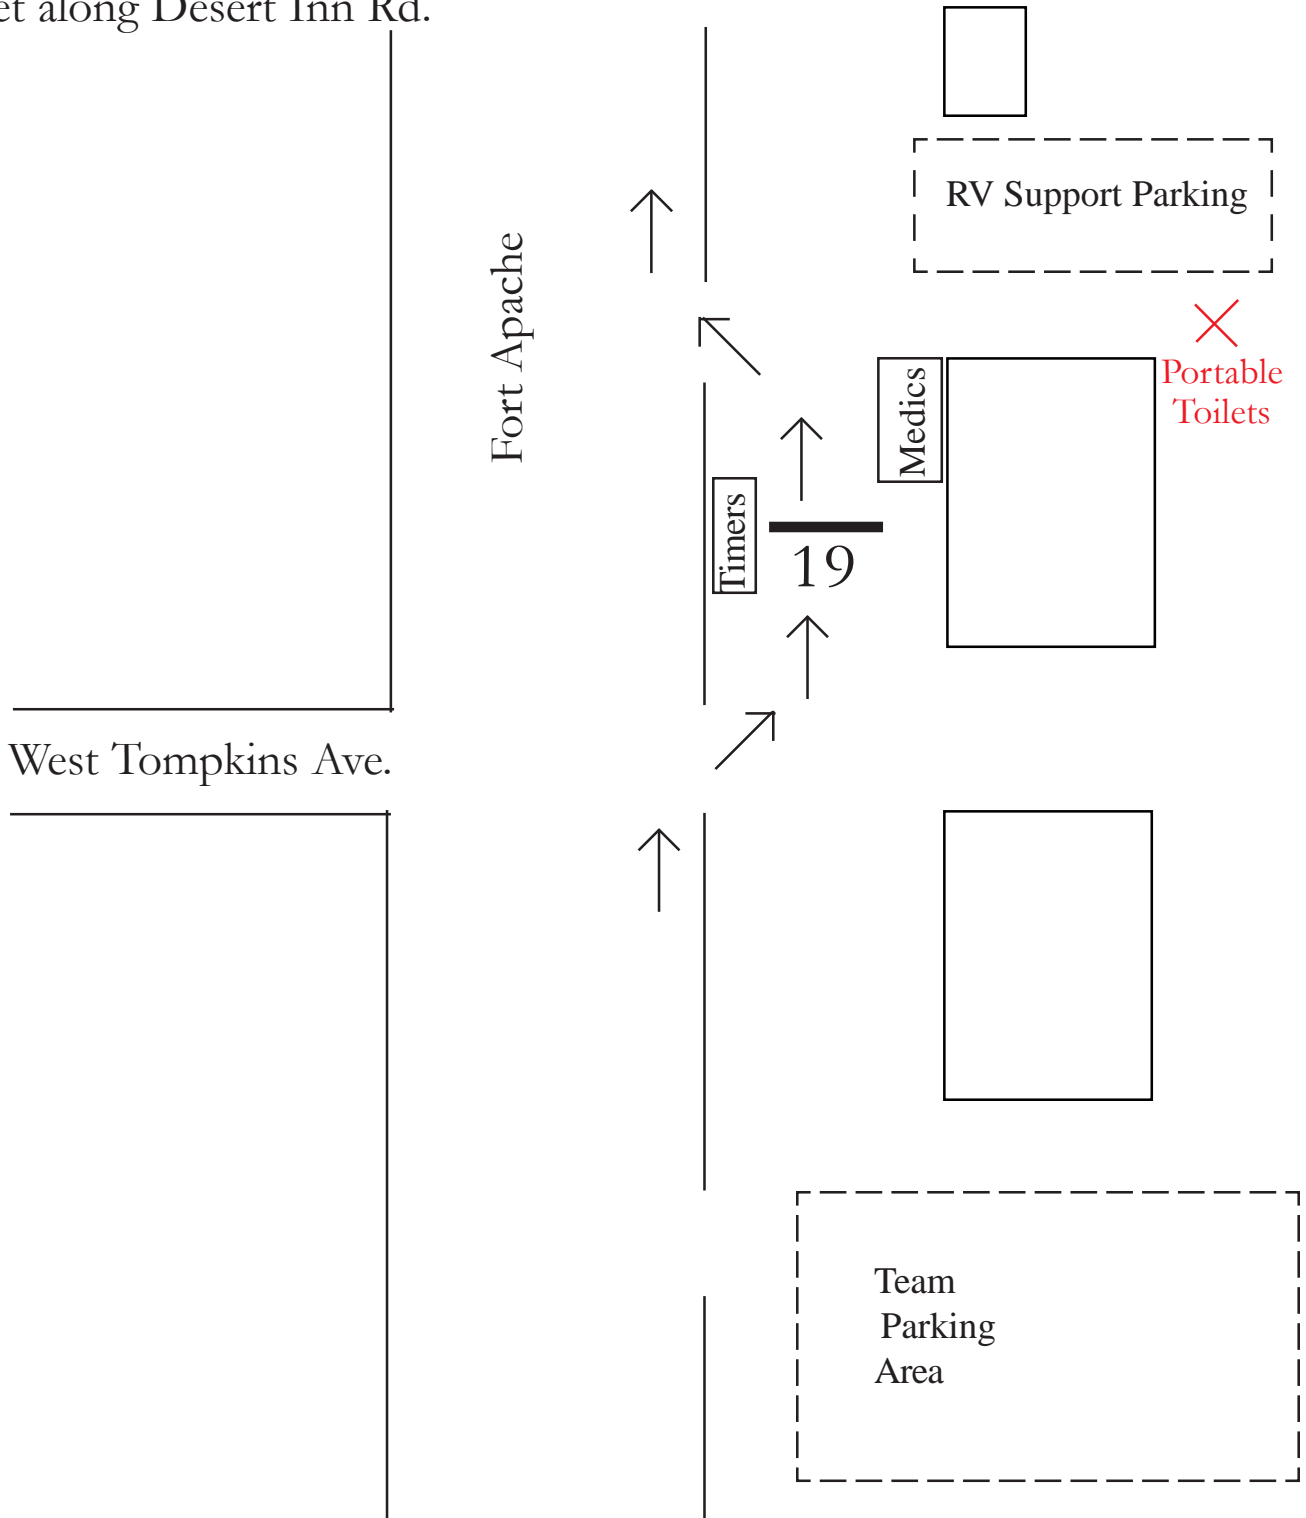 along Desert Inn Rd.
RV Support Parking
Fort Apache
Portable
Toilets
Medics
Timers
19
West Tompkins Ave.
Team
Parking
Area